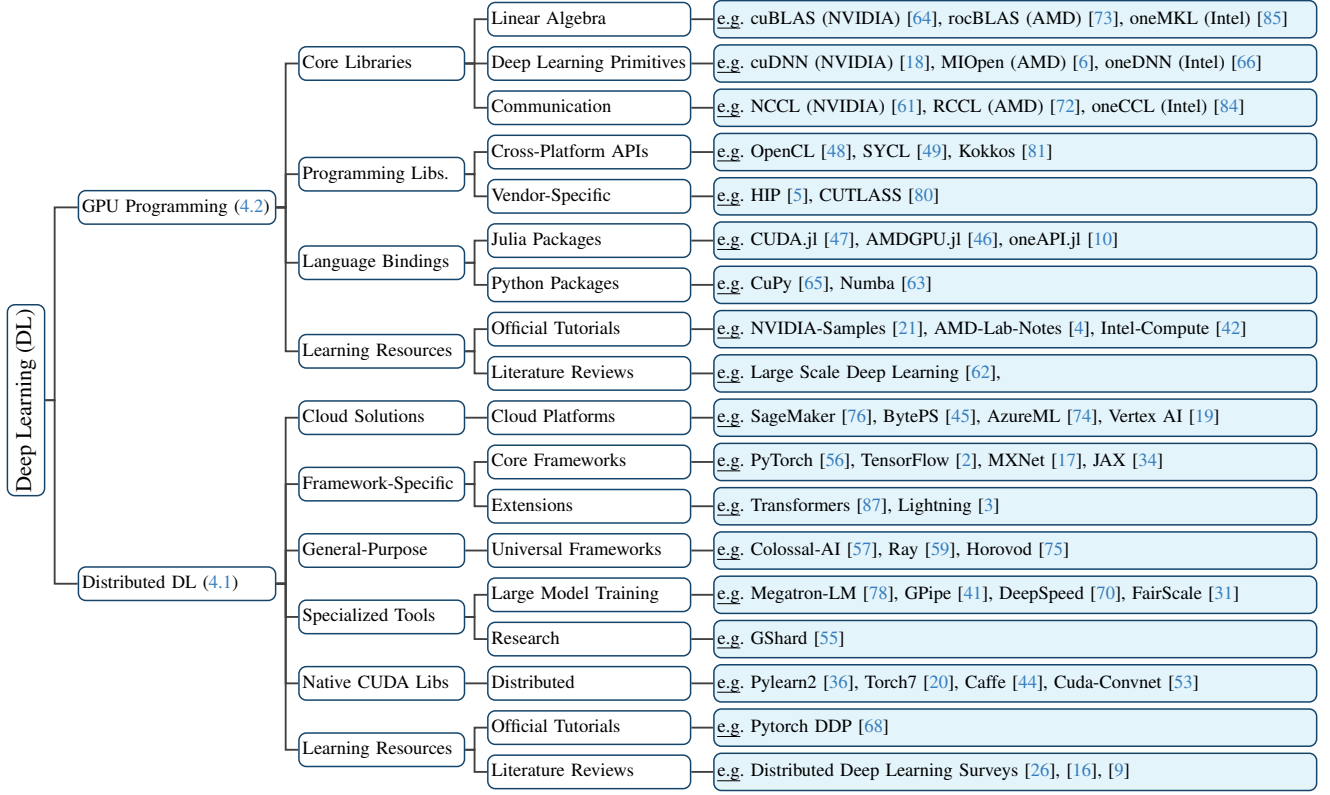 Deep Learning (DL)
GPU Programming (4.2)
Core Libraries
Linear Algebra
e.g. cuBLAS (NVIDIA) [64], rocBLAS (AMD) [73], oneMKL (Intel) [85]
Deep Learning Primitives
e.g. cuDNN (NVIDIA) [18], MIOpen (AMD) [6], oneDNN (Intel) [66]
Communication
e.g. NCCL (NVIDIA) [61], RCCL (AMD) [72], oneCCL (Intel) [84]
Programming Libs.
Cross-Platform APIs
e.g. OpenCL [48], SYCL [49], Kokkos [81]
Vendor-Specific
e.g. HIP [5], CUTLASS [80]
Language Bindings
Julia Packages
e.g. CUDA.jl [47], AMDGPU.jl [46], oneAPI.jl [10]
Python Packages
e.g. CuPy [65], Numba [63]
Learning Resources
Official Tutorials
e.g. NVIDIA-Samples [21], AMD-Lab-Notes [4], Intel-Compute [42]
Literature Reviews
e.g. Large Scale Deep Learning [62],
Distributed DL (4.1)
Cloud Solutions
Cloud Platforms
e.g. SageMaker [76], BytePS [45], AzureML [74], Vertex AI [19]
Framework-Specific
Core Frameworks
e.g. PyTorch [56], TensorFlow [2], MXNet [17], JAX [34]
Extensions
e.g. Transformers [87], Lightning [3]
General-Purpose
Universal Frameworks
e.g. Colossal-AI [57], Ray [59], Horovod [75]
Specialized Tools
Large Model Training
e.g. Megatron-LM [78], GPipe [41], DeepSpeed [70], FairScale [31]
Research
e.g. GShard [55]
Native CUDA Libs
Distributed
e.g. Pylearn2 [36], Torch7 [20], Caffe [44], Cuda-Convnet [53]
Learning Resources
Official Tutorials
e.g. Pytorch DDP [68]
Literature Reviews
e.g. Distributed Deep Learning Surveys [26], [16], [9]